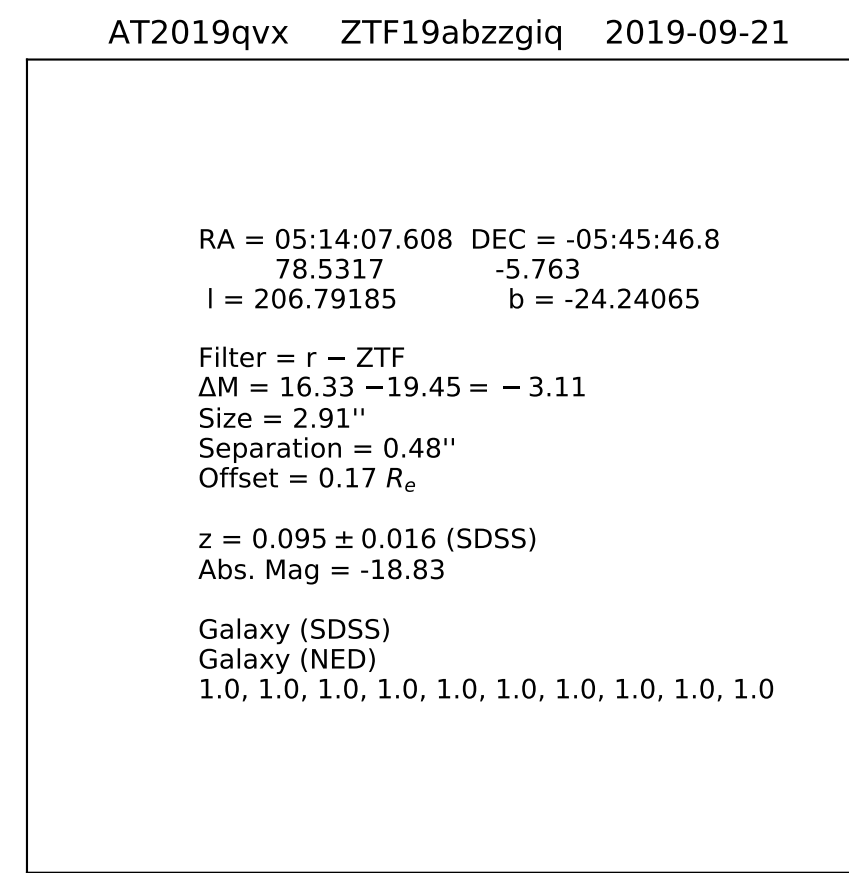 AT2019qvx ZTF19abzzgiq 2019-09-21
RA = 05:14:07.608 DEC = -05:45:46.8
78.5317 -5.763
l = 206.79185 b = -24.24065
Filter = r − ZTF
ΔM = 16.33 −19.45 = − 3.11
Size = 2.91''
Separation = 0.48''
Offset = 0.17 Re
z = 0.095 ± 0.016 (SDSS)
Abs. Mag = -18.83
Galaxy (SDSS)
Galaxy (NED)
1.0, 1.0, 1.0, 1.0, 1.0, 1.0, 1.0, 1.0, 1.0, 1.0